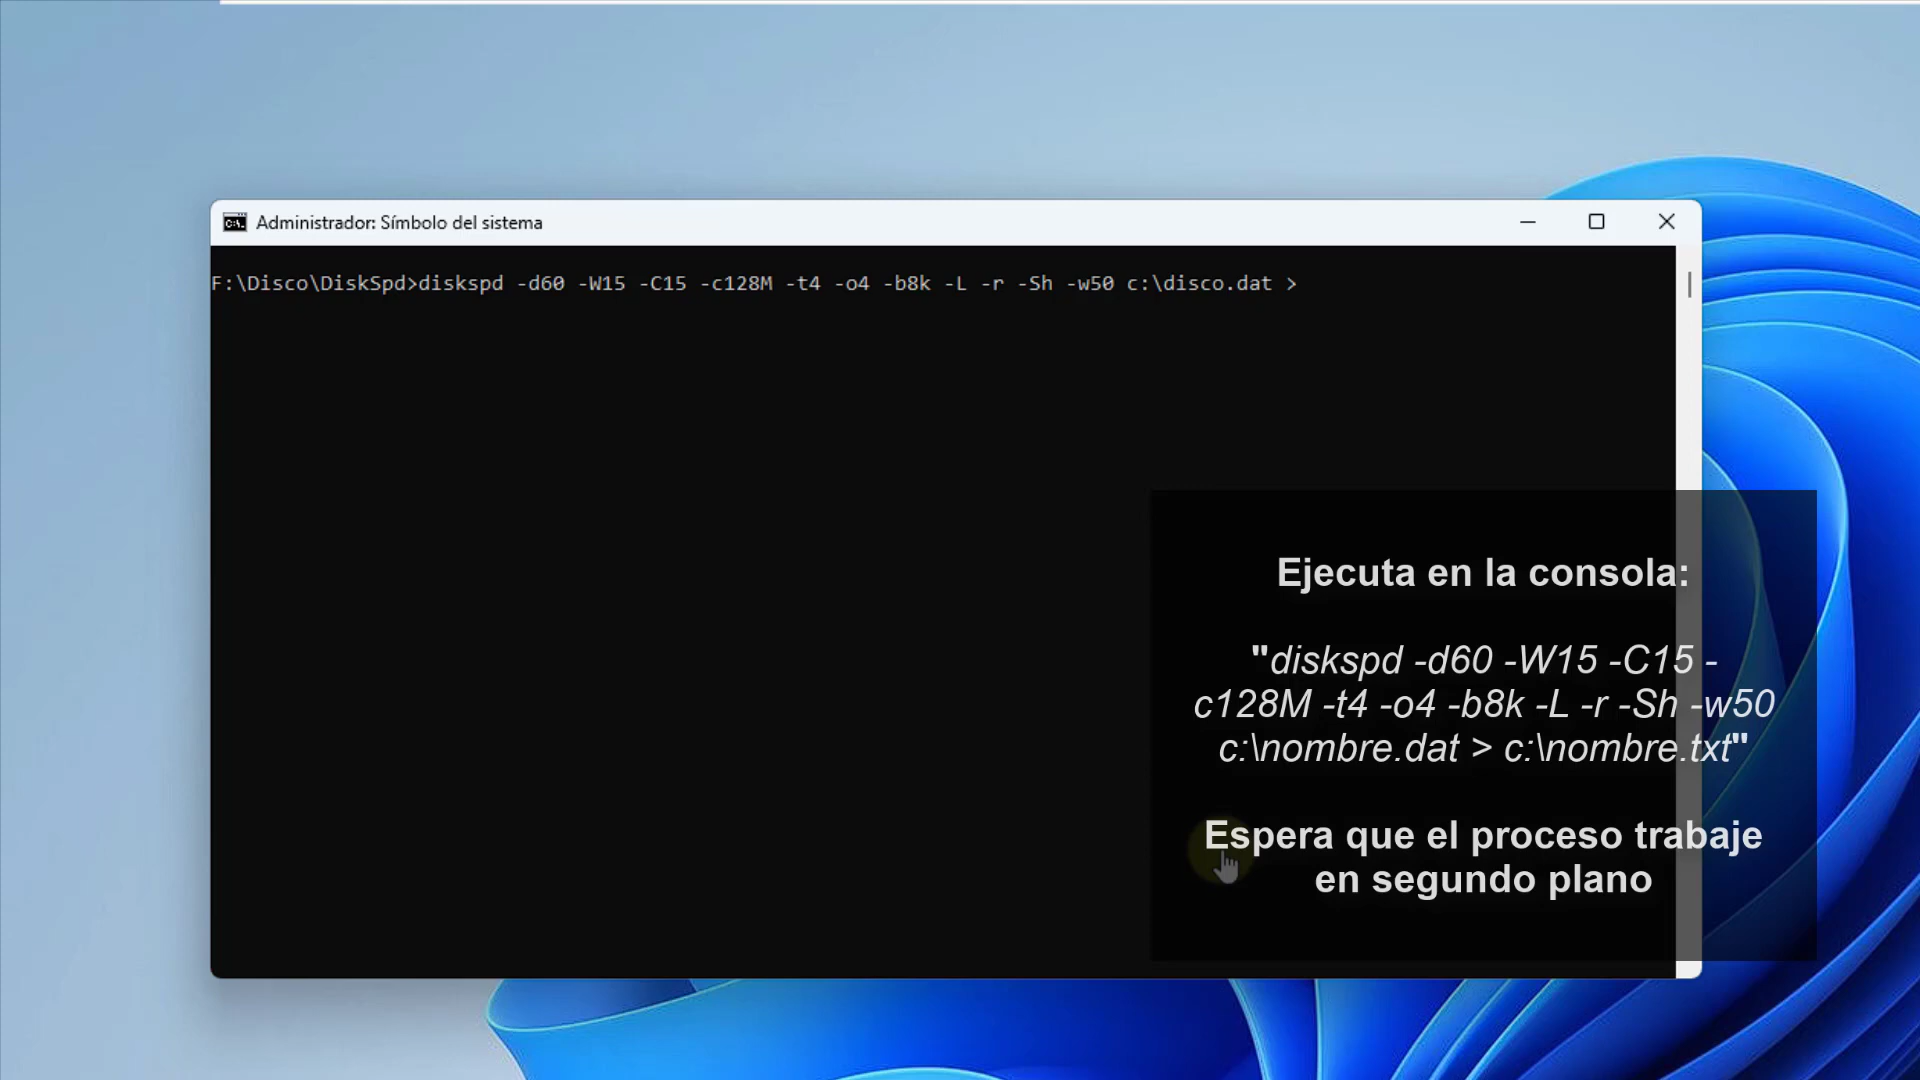 Administrador: Símbolo del sistema
F:\Disco\DiskSpd>diskspd -d60 -W15 -C15 -c128M -t4 -o4 -b8k -L -r -Sh -w50 c:\disco.dat >
Ejecuta en la consola:
"diskspd -d60 -W15 -C15 -
c128M -t4 -o4 -b8k -L -r -Sh -w50
c:\nombre.dat > c:\nombre.txt"
Espera que el proceso trabaje
en segundo plano